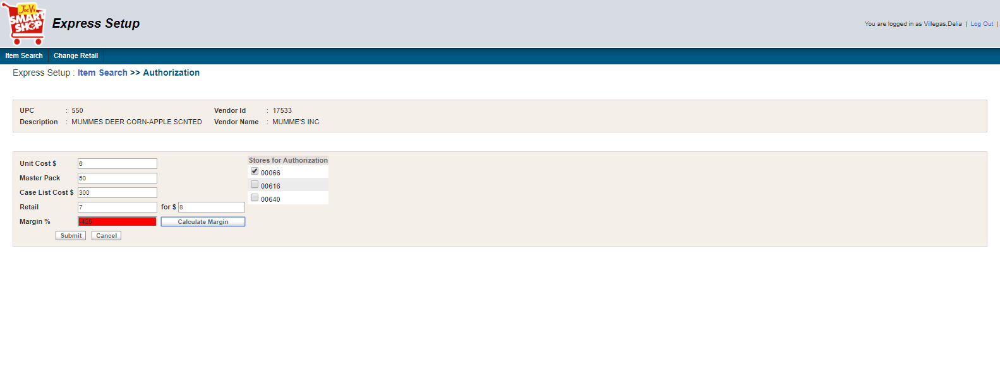 Joe V's
SMART
SHOP
Express Setup
You are logged in as Villegas,Delia | Log Out |
Item Search Change Retail
Express Setup : Item Search >> Authorization
UPC : 550 Vendor Id : 17533
Description : MUMMES DEER CORN-APPLE SCNTED Vendor Name : MUMME'S INC
Stores for Authorization
Unit Cost $ 6
00066
Master Pack 50
00616
Case List Cost $ 300
00640
Retail 7 for $ 8
Margin % -425 Calculate Margin
Submit Cancel